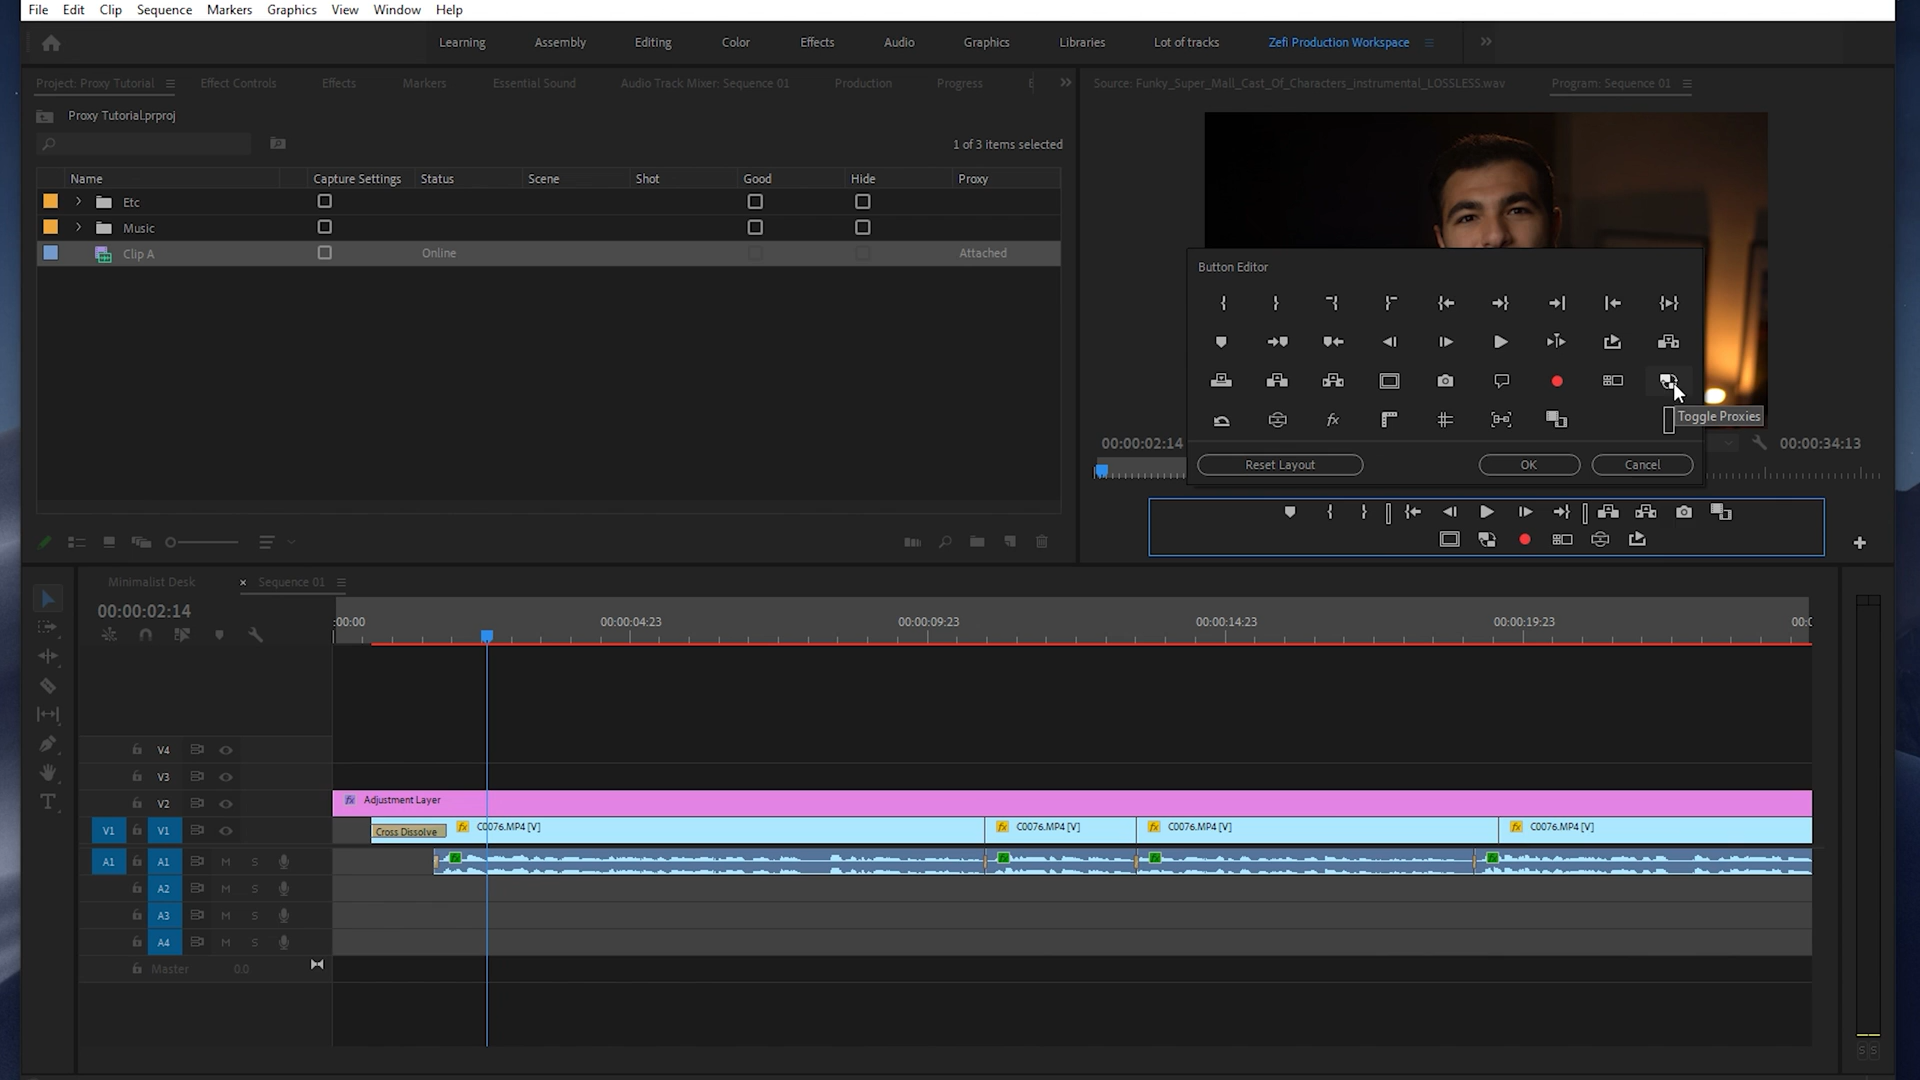 File Edit Clip Sequence Markers Graphics View Window Help
Learning Assembly Editing Color Effects Audio Graphics Libraries Lot of tracks Zefi Production Workspace
Project: Proxy Tutorial Effect Controls Effects Markers Essential Sound Audio Track Mixer: Sequence 01 Production Progress
Source: Funky_Super_Mall_Cast_Of_Characters_instrumental_LOSSLESS.wav Program: Sequence 01
Proxy Tutorial.prproj
1 of 3 items selected
Name Capture Settings Status Scene Shot Good Hide Proxy
Etc
Music
Clip A Online Attached
Button Editor
Toggle Proxies
00:00:02:14 00:00:34:13
Reset Layout OK Cancel
Minimalist Desk × Sequence 01
00:00:02:14
:00:00 00:00:04:23 00:00:09:23 00:00:14:23 00:00:19:23 00:0
V4
V3
V2 fx Adjustment Layer
V1 V1 Cross Dissolve fx C0076.MP4 [V] fx C0076.MP4 [V] fx C0076.MP4 [V] fx C0076.MP4 [V]
A1 A1 M S
A2 M S
A3 M S
A4 M S
Master 0.0
S S